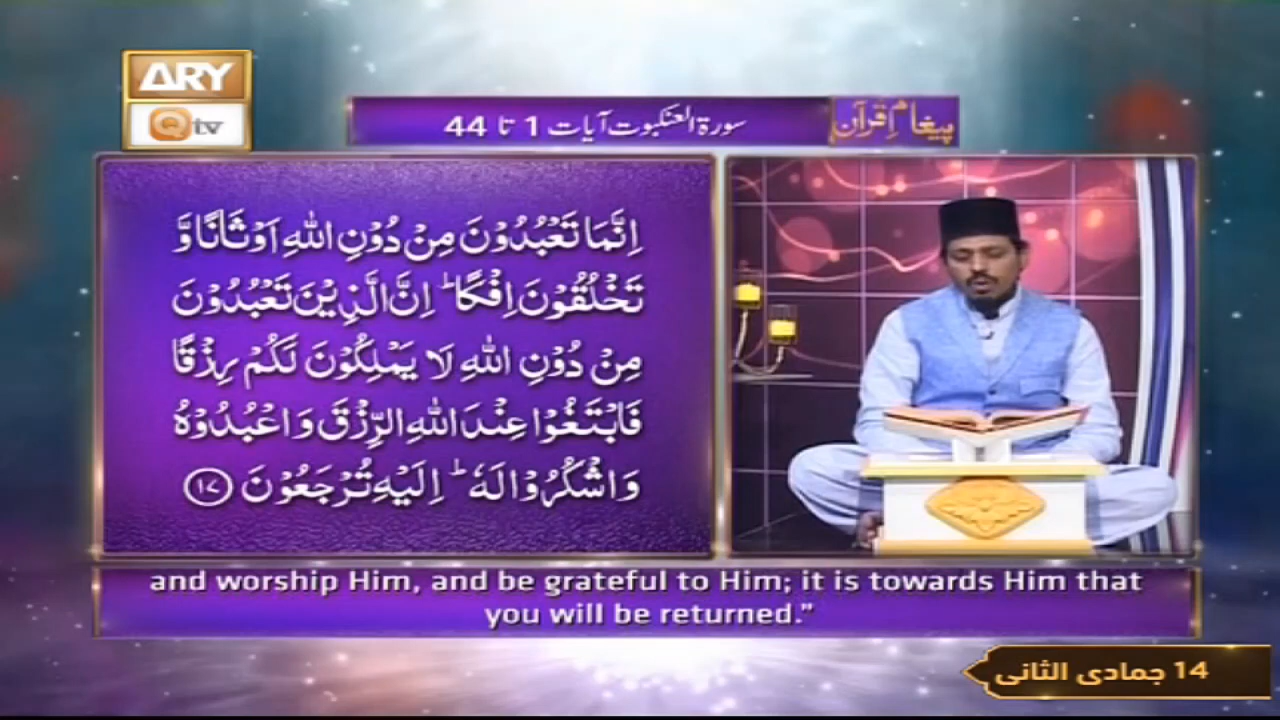 ARY
Qtv
پیغامِ قرآن
سورۃ العنکبوت آیات 1 تا 44
اِنَّمَا تَعۡبُدُوۡنَ مِنۡ دُوۡنِ اللّٰهِ اَوۡثَانًا وَّ
تَخۡلُقُوۡنَ اِفۡكًا ؕ اِنَّ الَّذِيۡنَ تَعۡبُدُوۡنَ
مِنۡ دُوۡنِ اللّٰهِ لَا يَمۡلِكُوۡنَ لَـكُمۡ رِزۡقًا
فَابۡتَغُوۡا عِنۡدَ اللّٰهِ الرِّزۡقَ وَاعۡبُدُوۡهُ
وَاشۡكُرُوۡا لَهٗ ؕ اِلَيۡهِ تُرۡجَعُوۡنَ ‏﴿۱۷﴾
and worship Him, and be grateful to Him; it is towards Him that
you will be returned.”
14 جمادی الثانی